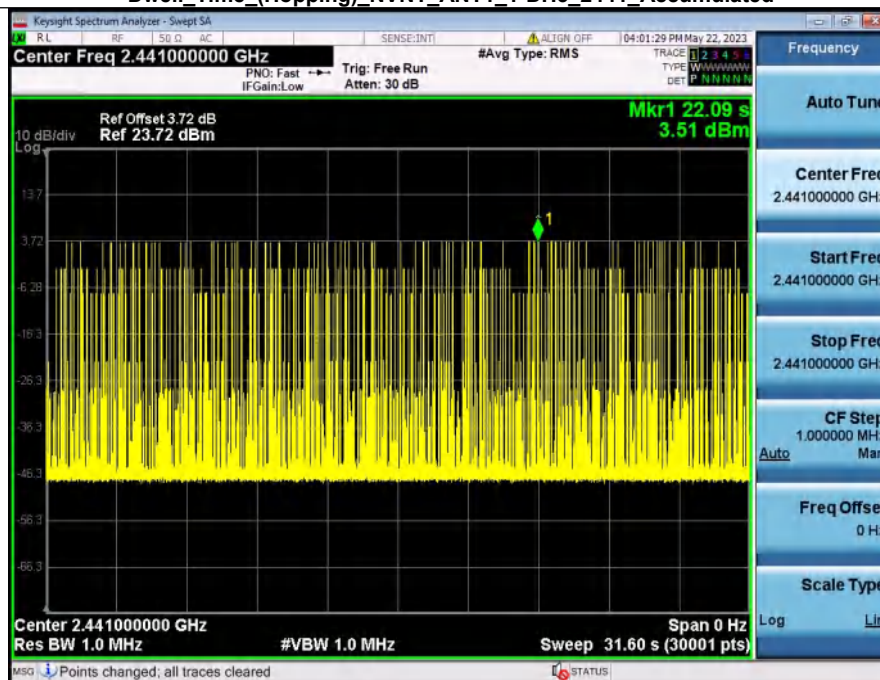 Dwell_Time_(Hopping)_NVNT_ANT1_1-DH5_2441_Accumulated
Keysight Spectrum Analyzer - Swept SA
RL RF 50 Ω AC SENSE:INT ALIGN OFF 04:01:29 PM May 22, 2023
Center Freq 2.441000000 GHz #Avg Type: RMS TRACE 1 2 3 4 5 6
PNO: Fast Trig: Free Run TYPE WWWWWW
IFGain:Low Atten: 30 dB DET P N N N N N
Mkr1 22.09 s
Ref Offset 3.72 dB
10 dB/div Ref 23.72 dBm 3.51 dBm
Log
13.7
1
3.72
-6.28
-16.3
-26.3
-36.3
-46.3
-56.3
-66.3
Center 2.441000000 GHz Span 0 Hz
Res BW 1.0 MHz #VBW 1.0 MHz Sweep 31.60 s (30001 pts)
MSG Points changed; all traces cleared STATUS
Frequency
Auto Tune
Center Freq
2.441000000 GHz
Start Freq
2.441000000 GHz
Stop Freq
2.441000000 GHz
CF Step
1.000000 MHz
Auto Man
Freq Offset
0 Hz
Scale Type
Log Lin